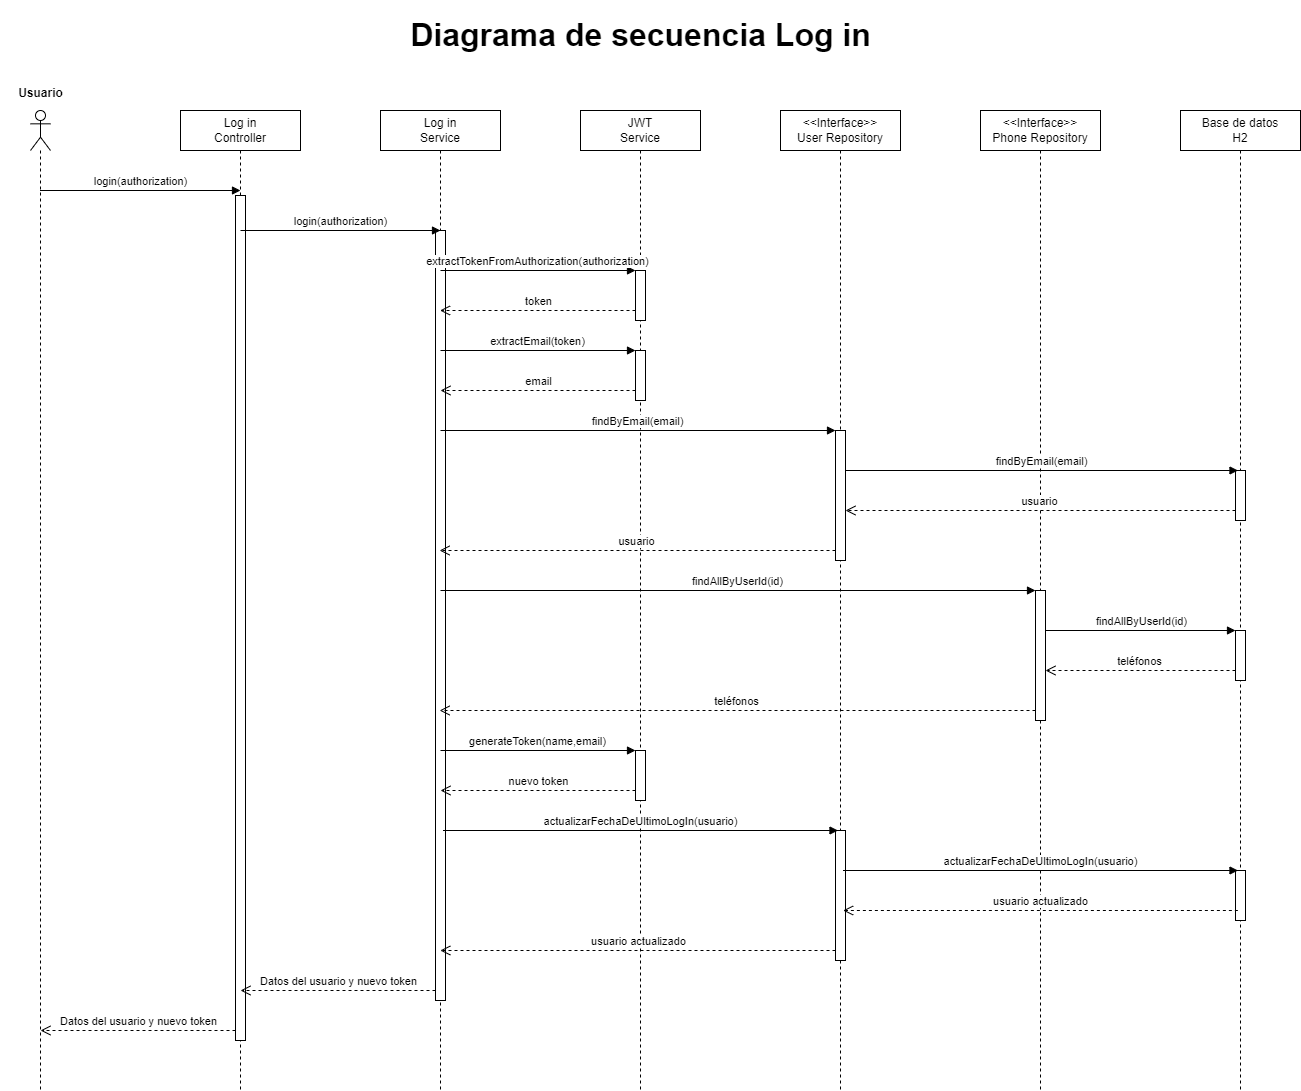 Diagrama de secuencia Log in
Usuario
Log in
Controller
Log in
Service
JWT
Service
<<Interface>>
User Repository
<<Interface>>
Phone Repository
Base de datos
H2
login(authorization)
login(authorization)
extractTokenFromAuthorization(authorization)
token
extractEmail(token)
email
findByEmail(email)
findByEmail(email)
usuario
usuario
findAllByUserId(id)
findAllByUserId(id)
teléfonos
teléfonos
generateToken(name,email)
nuevo token
actualizarFechaDeUltimoLogIn(usuario)
actualizarFechaDeUltimoLogIn(usuario)
usuario actualizado
usuario actualizado
Datos del usuario y nuevo token
Datos del usuario y nuevo token